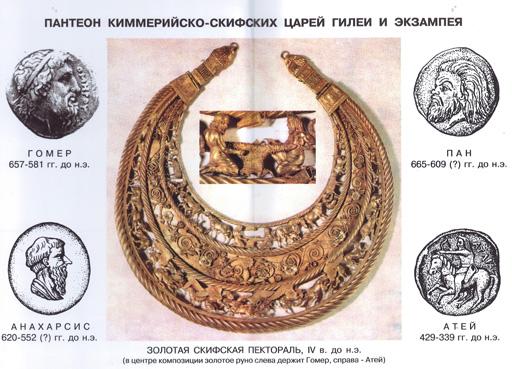 ПАНТЕОН КИММЕРИЙСКО-СКИФСКИХ ЦАРЕЙ ГИЛЕИ И ЭКЗАМПЕЯ
ГОМЕР
657-581 гг. до н.э.
ПАН
665-609 (?) гг. до н.э.
АНАХАРСИС
620-552 (?) гг. до н.э.
АТЕЙ
429-339 гг. до н.э.
ЗОЛОТАЯ СКИФСКАЯ ПЕКТОРАЛЬ, IV в. до н.э.
(в центре композиции золотое руно слева держит Гомер, справа - Атей)